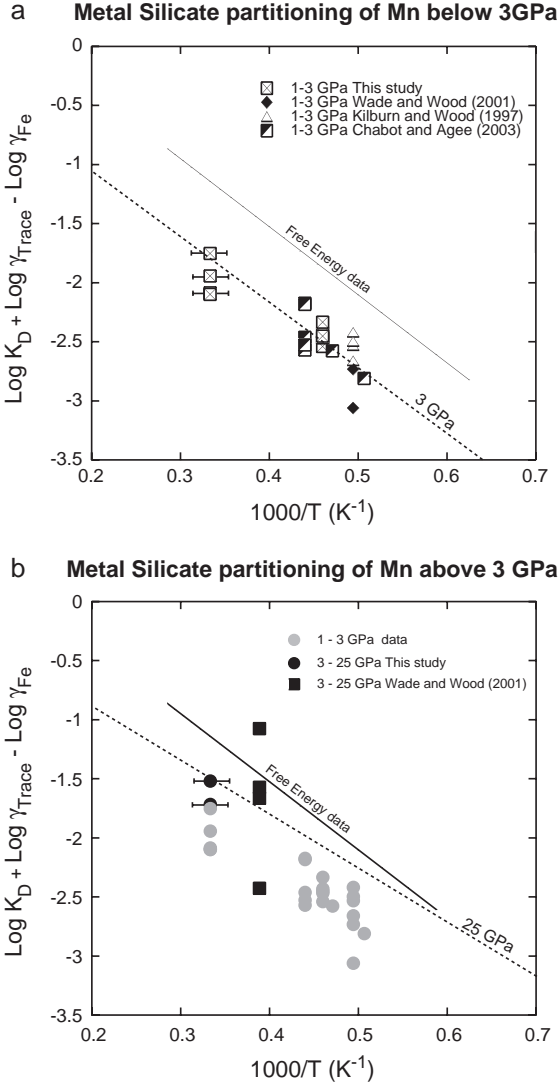 a Metal Silicate partitioning of Mn below 3GPa
0
-0.5
-1
-1.5
-2
-2.5
-3
-3.5
Log K_D + Log γ_Trace - Log γ_Fe
1-3 GPa This study
1-3 GPa Wade and Wood (2001)
1-3 GPa Kilburn and Wood (1997)
1-3 GPa Chabot and Agee (2003)
Free Energy data
3 GPa
0.2 0.3 0.4 0.5 0.6 0.7
1000/T (K⁻¹)
b Metal Silicate partitioning of Mn above 3 GPa
0
-0.5
-1
-1.5
-2
-2.5
-3
-3.5
Log K_D + Log γ_Trace - Log γ_Fe
1 - 3 GPa data
3 - 25 GPa This study
3 - 25 GPa Wade and Wood (2001)
Free Energy data
25 GPa
0.2 0.3 0.4 0.5 0.6 0.7
1000/T (K⁻¹)